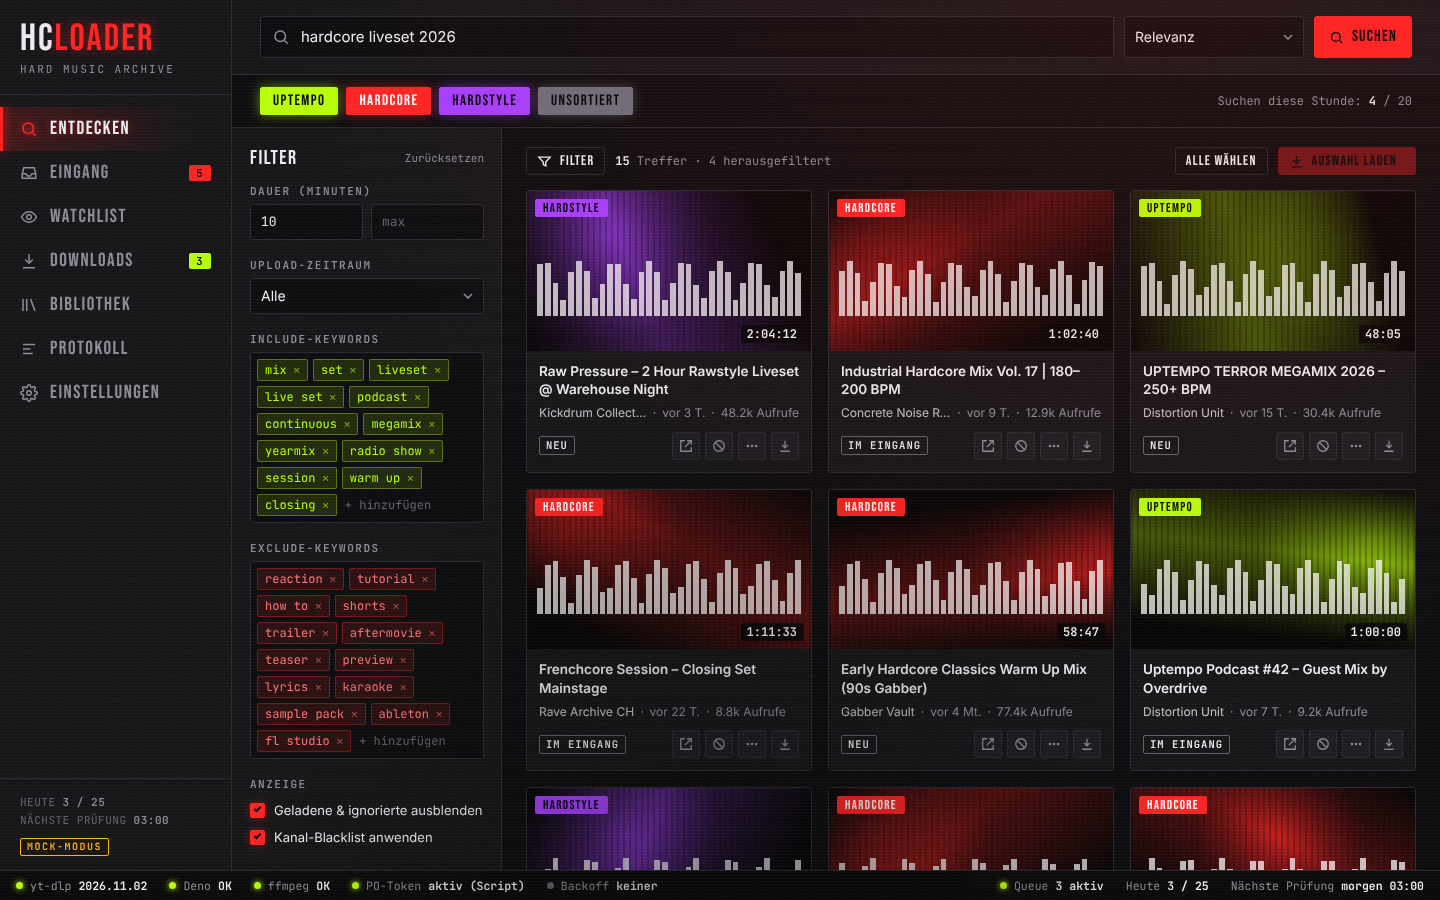 HCLOADER
HARD MUSIC ARCHIVE
ENTDECKEN
EINGANG 5
WATCHLIST
DOWNLOADS 3
BIBLIOTHEK
PROTOKOLL
EINSTELLUNGEN
HEUTE 3 / 25
NÄCHSTE PRÜFUNG 03:00
MOCK-MODUS
hardcore liveset 2026
Relevanz
SUCHEN
UPTEMPO HARDCORE HARDSTYLE UNSORTIERT
Suchen diese Stunde: 4 / 20
FILTER Zurücksetzen
DAUER (MINUTEN)
10 max
UPLOAD-ZEITRAUM
Alle
INCLUDE-KEYWORDS
mix × set × liveset ×
live set × podcast ×
continuous × megamix ×
yearmix × radio show ×
session × warm up ×
closing × + hinzufügen
EXCLUDE-KEYWORDS
reaction × tutorial ×
how to × shorts ×
trailer × aftermovie ×
teaser × preview ×
lyrics × karaoke ×
sample pack × ableton ×
fl studio × + hinzufügen
ANZEIGE
Geladene & ignorierte ausblenden
Kanal-Blacklist anwenden
FILTER 15 Treffer · 4 herausgefiltert
ALLE WÄHLEN AUSWAHL LADEN
HARDSTYLE
2:04:12
Raw Pressure – 2 Hour Rawstyle Liveset
@ Warehouse Night
Kickdrum Collect... · vor 3 T. · 48.2k Aufrufe
NEU
HARDCORE
1:02:40
Industrial Hardcore Mix Vol. 17 | 180–
200 BPM
Concrete Noise R... · vor 9 T. · 12.9k Aufrufe
IM EINGANG
UPTEMPO
48:05
UPTEMPO TERROR MEGAMIX 2026 –
250+ BPM
Distortion Unit · vor 15 T. · 30.4k Aufrufe
NEU
HARDCORE
1:11:33
Frenchcore Session – Closing Set
Mainstage
Rave Archive CH · vor 22 T. · 8.8k Aufrufe
IM EINGANG
HARDCORE
58:47
Early Hardcore Classics Warm Up Mix
(90s Gabber)
Gabber Vault · vor 4 Mt. · 77.4k Aufrufe
NEU
UPTEMPO
1:00:00
Uptempo Podcast #42 – Guest Mix by
Overdrive
Distortion Unit · vor 7 T. · 9.2k Aufrufe
IM EINGANG
HARDSTYLE
HARDCORE
HARDCORE
yt-dlp 2026.11.02 Deno OK ffmpeg OK PO-Token aktiv (Script) Backoff keiner
Queue 3 aktiv Heute 3 / 25 Nächste Prüfung morgen 03:00